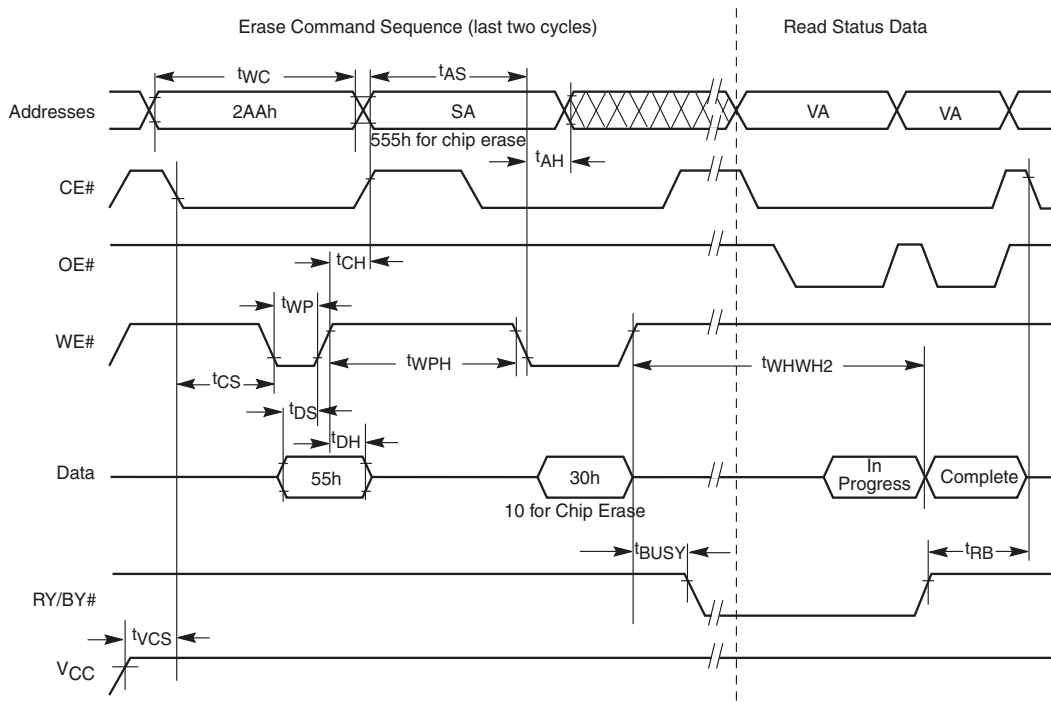 Erase Command Sequence (last two cycles)
Read Status Data
tWC
tAS
Addresses
2AAh
SA
VA
VA
555h for chip erase
tAH
CE#
OE#
tCH
tWP
WE#
tWPH
tWHWH2
tCS
tDS
tDH
Data
55h
30h
In
Progress
Complete
10 for Chip Erase
tBUSY
tRB
RY/BY#
tVCS
VCC